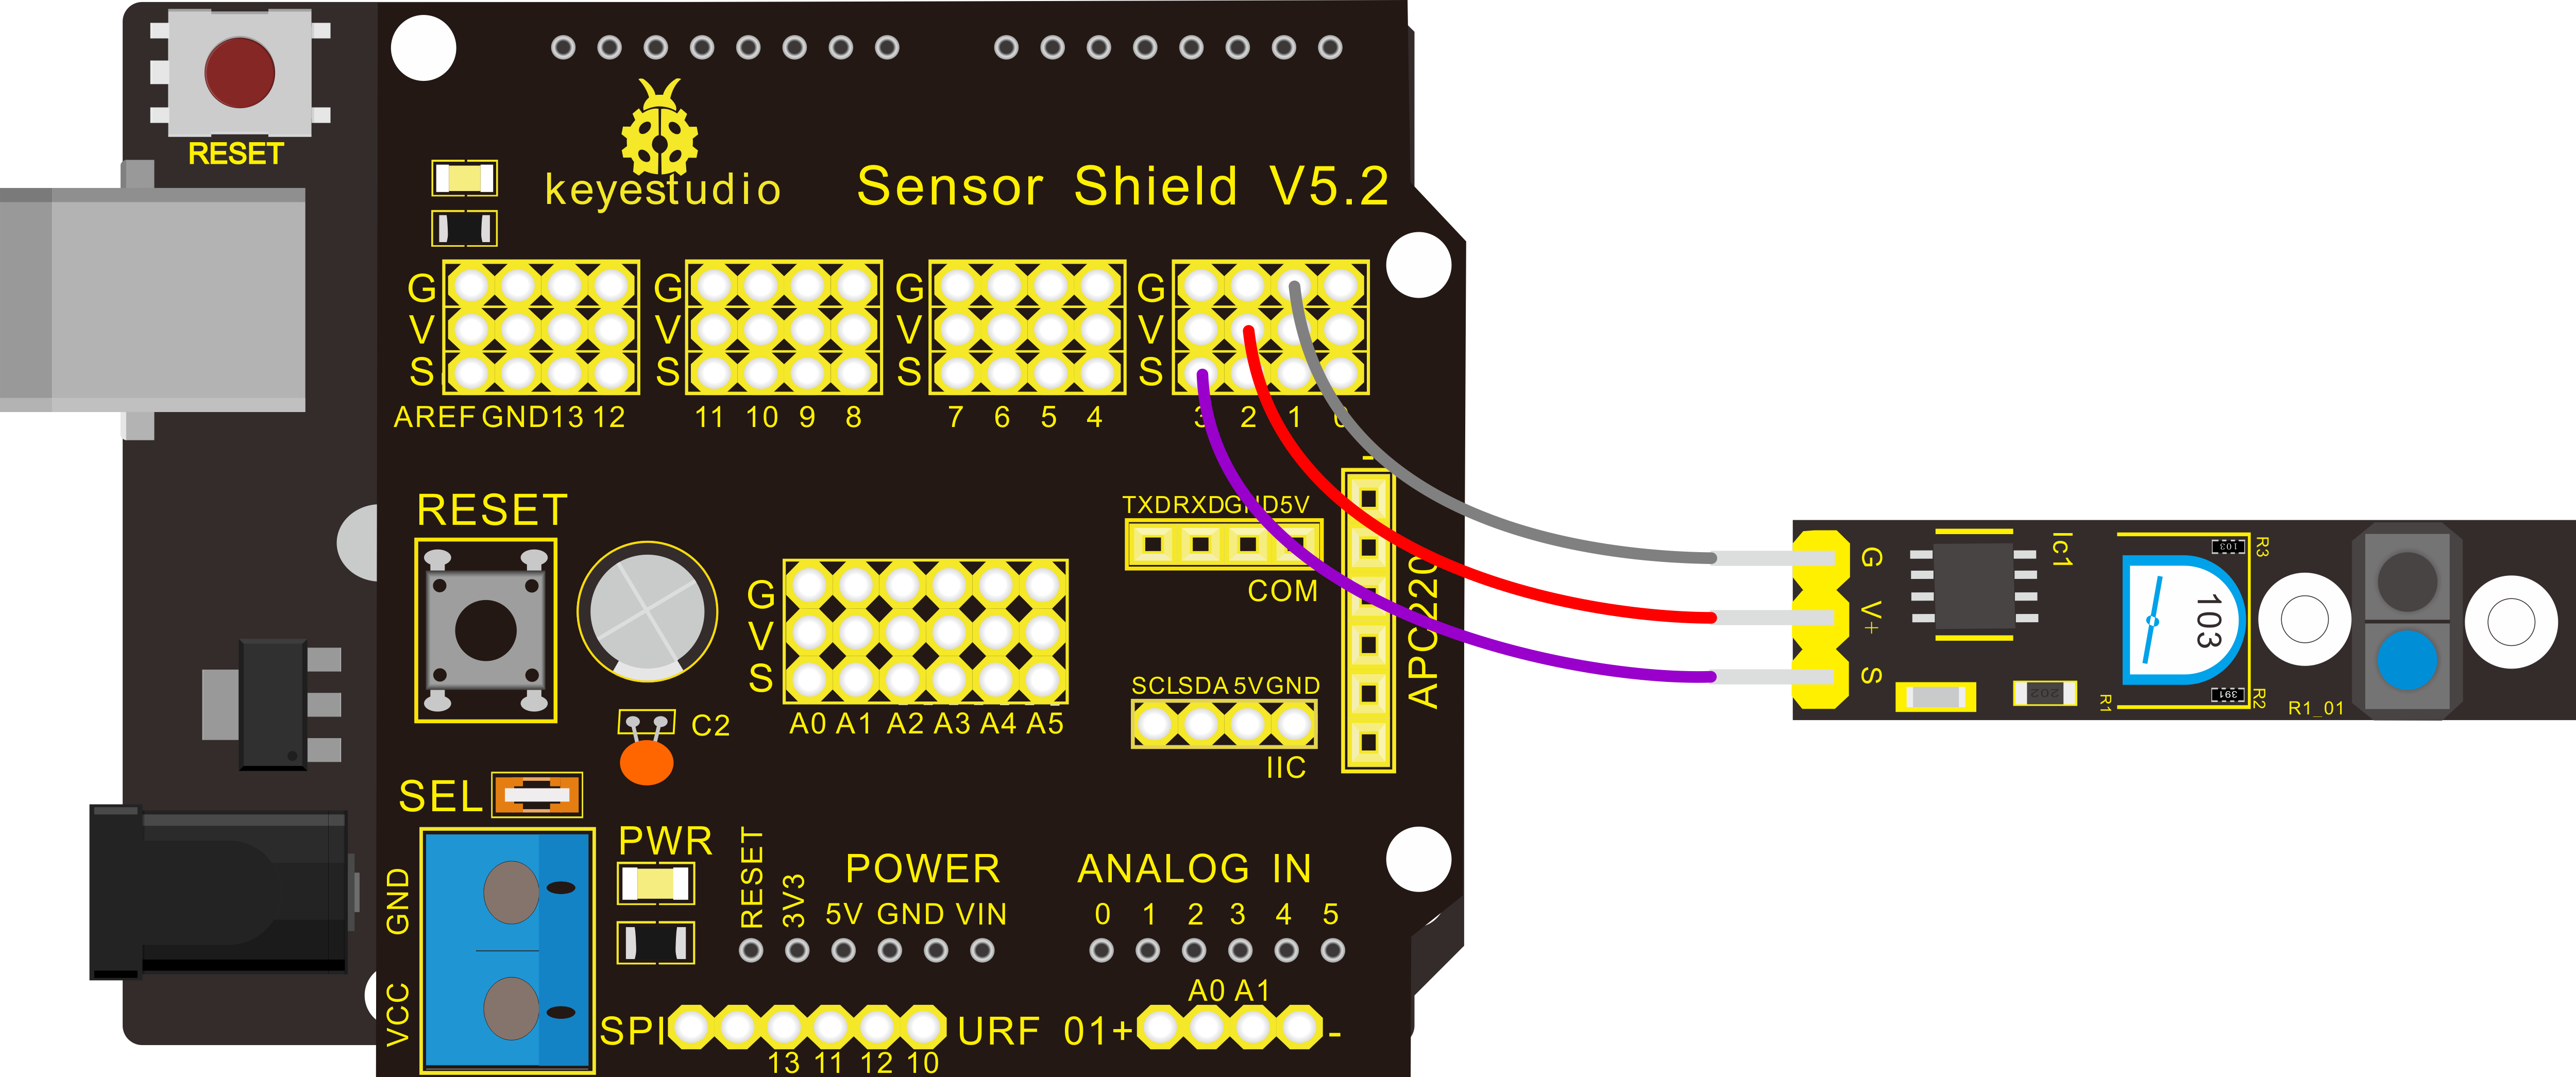 RESET
keyestudio
Sensor Shield V5.2
G G G G
V V V V
S S S S
AREF GND 13 12 11 10 9 8 7 6 5 4 3 2 1 0
-
RESET
TXD RXD GND 5V
COM
APC220
G
V
S
A0 A1 A2 A3 A4 A5
C2
SCL SDA 5V GND
IIC
SEL
PWR
GND
VCC
RESET
3V3
POWER
5V GND VIN
ANALOG IN
0 1 2 3 4 5
A0 A1
SPI
URF 01+
-
13 11 12 10
G
V+
S
Ic1
202
R1
103
103
R3
391
R2
R1_01